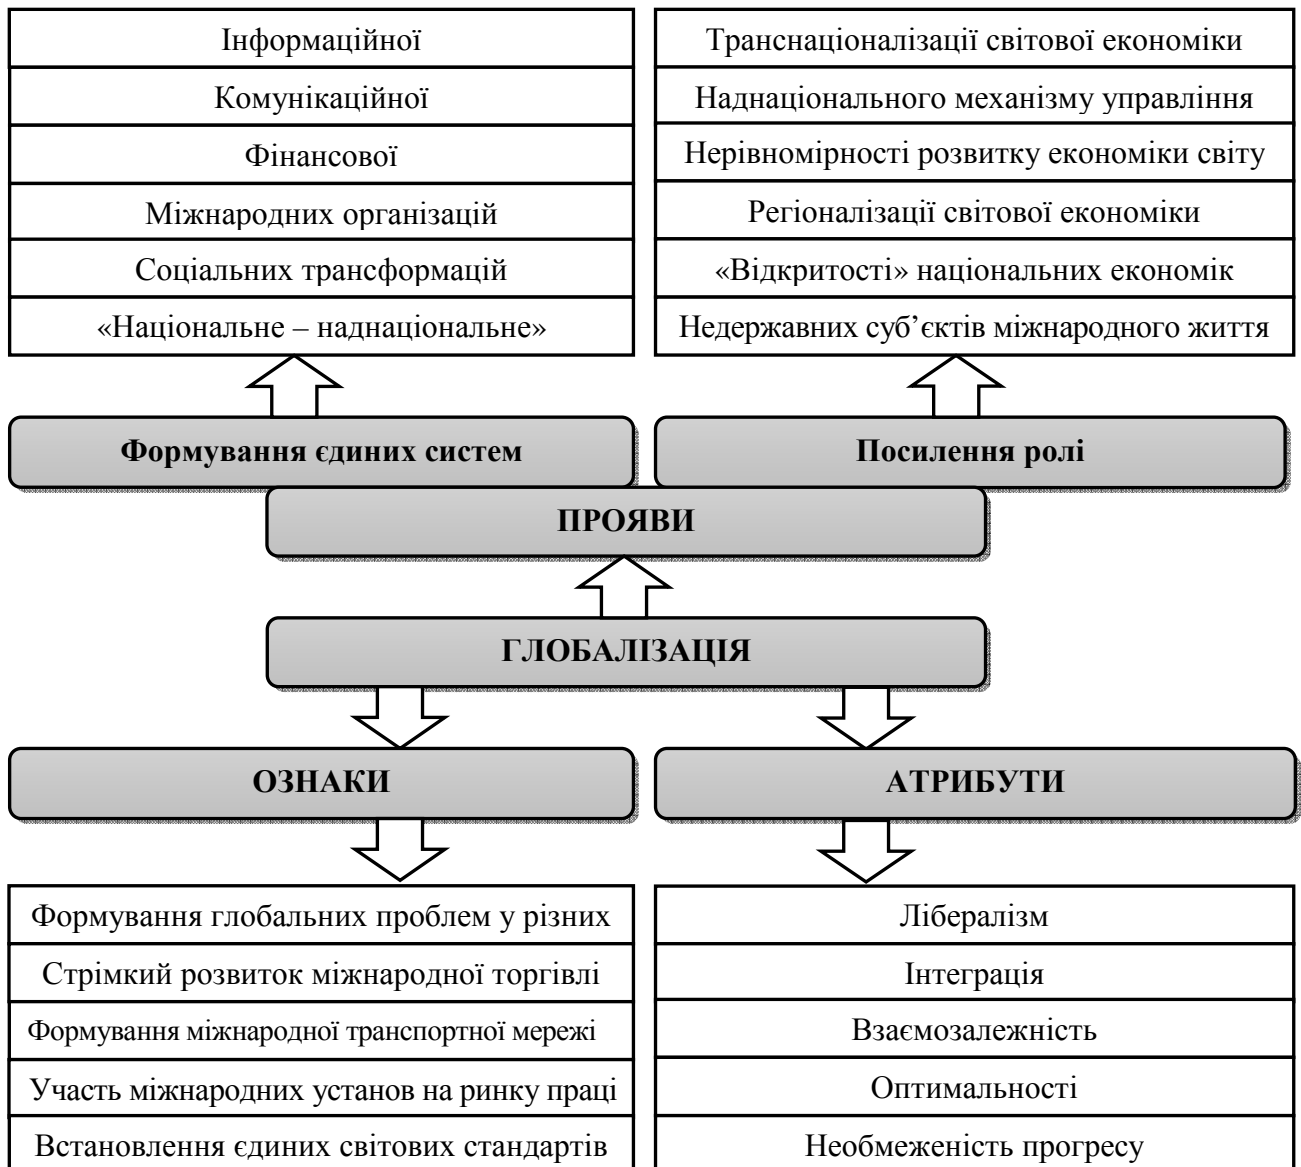 Інформаційної
Комунікаційної
Фінансової
Міжнародних організацій
Соціальних трансформацій
«Національне – наднаціональне»
Транснаціоналізації світової економіки
Наднаціонального механізму управління
Нерівномірності розвитку економіки світу
Регіоналізації світової економіки
«Відкритості» національних економік
Недержавних суб’єктів міжнародного життя
Формування єдиних систем
Посилення ролі
ПРОЯВИ
ГЛОБАЛІЗАЦІЯ
ОЗНАКИ
АТРИБУТИ
Формування глобальних проблем у різних
Стрімкий розвиток міжнародної торгівлі
Формування міжнародної транспортної мережі
Участь міжнародних установ на ринку праці
Встановлення єдиних світових стандартів
Лібералізм
Інтеграція
Взаємозалежність
Оптимальності
Необмеженість прогресу